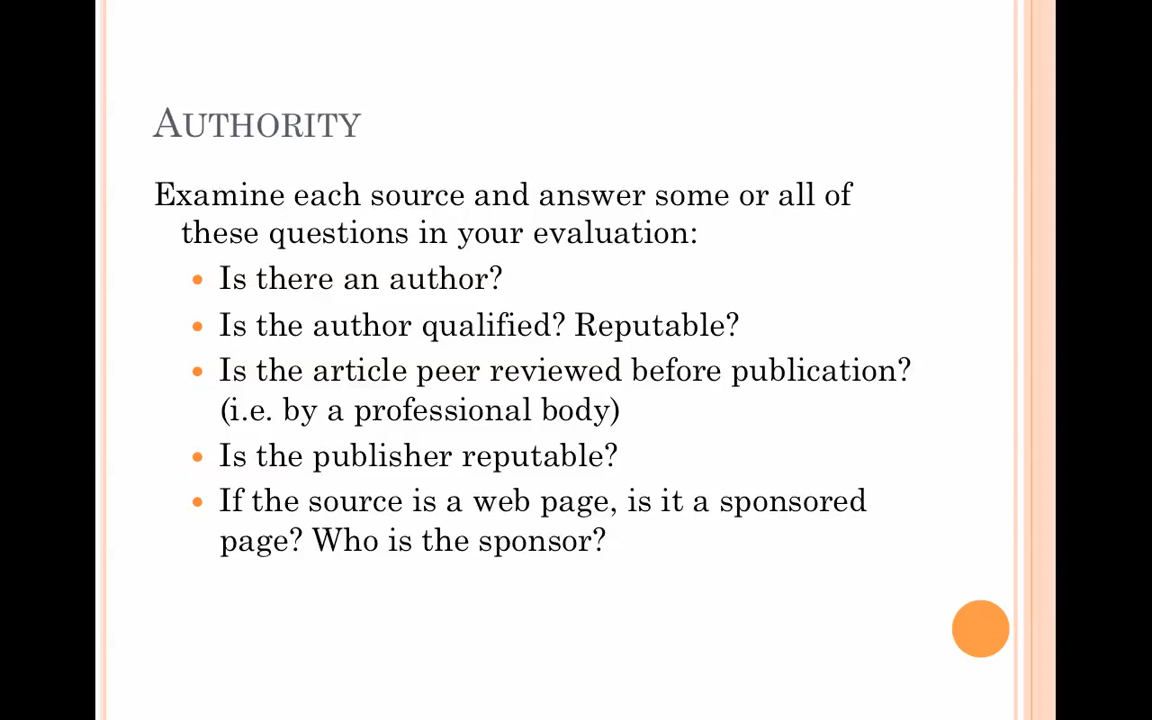 AUTHORITY
Examine each source and answer some or all of
these questions in your evaluation:
• Is there an author?
• Is the author qualified? Reputable?
• Is the article peer reviewed before publication?
(i.e. by a professional body)
• Is the publisher reputable?
• If the source is a web page, is it a sponsored
page? Who is the sponsor?